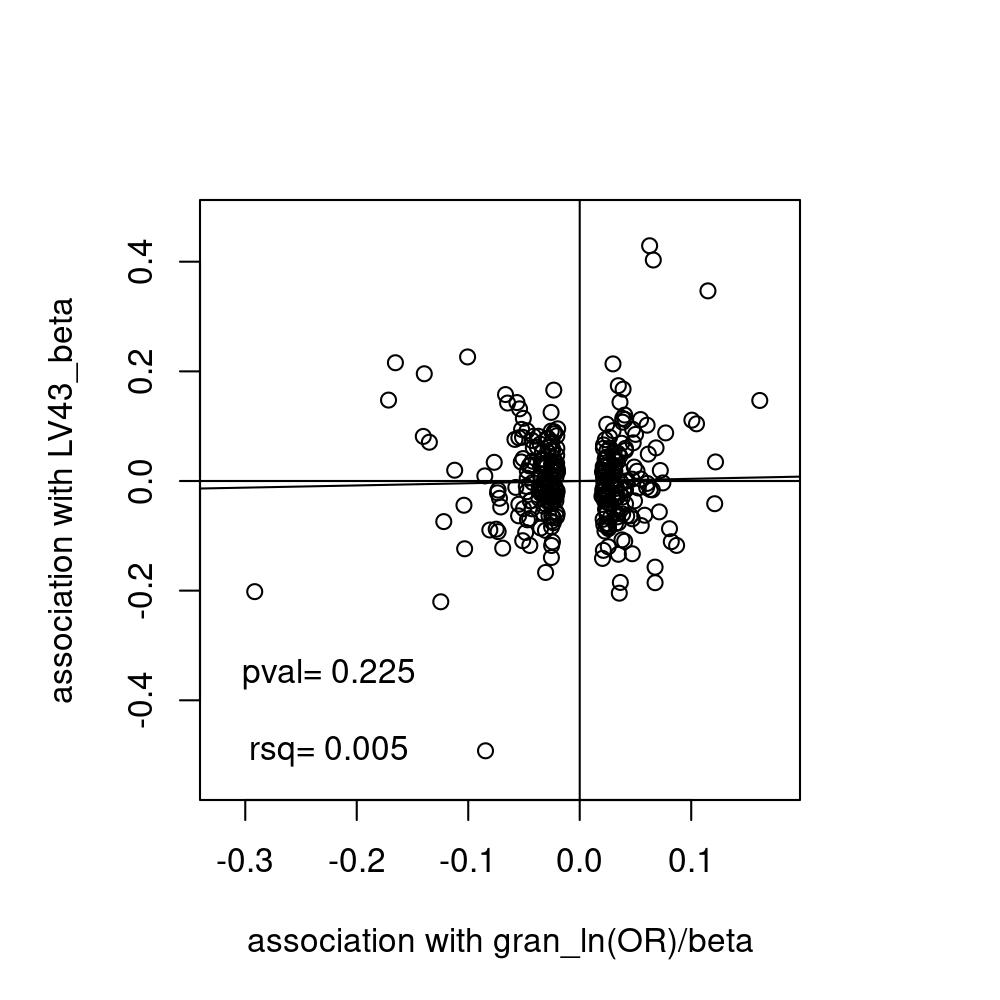 0.4
0.2
0.0
-0.2
-0.4
association with LV43_beta
pval= 0.225
rsq= 0.005
-0.3 -0.2 -0.1 0.0 0.1
association with gran_ln(OR)/beta